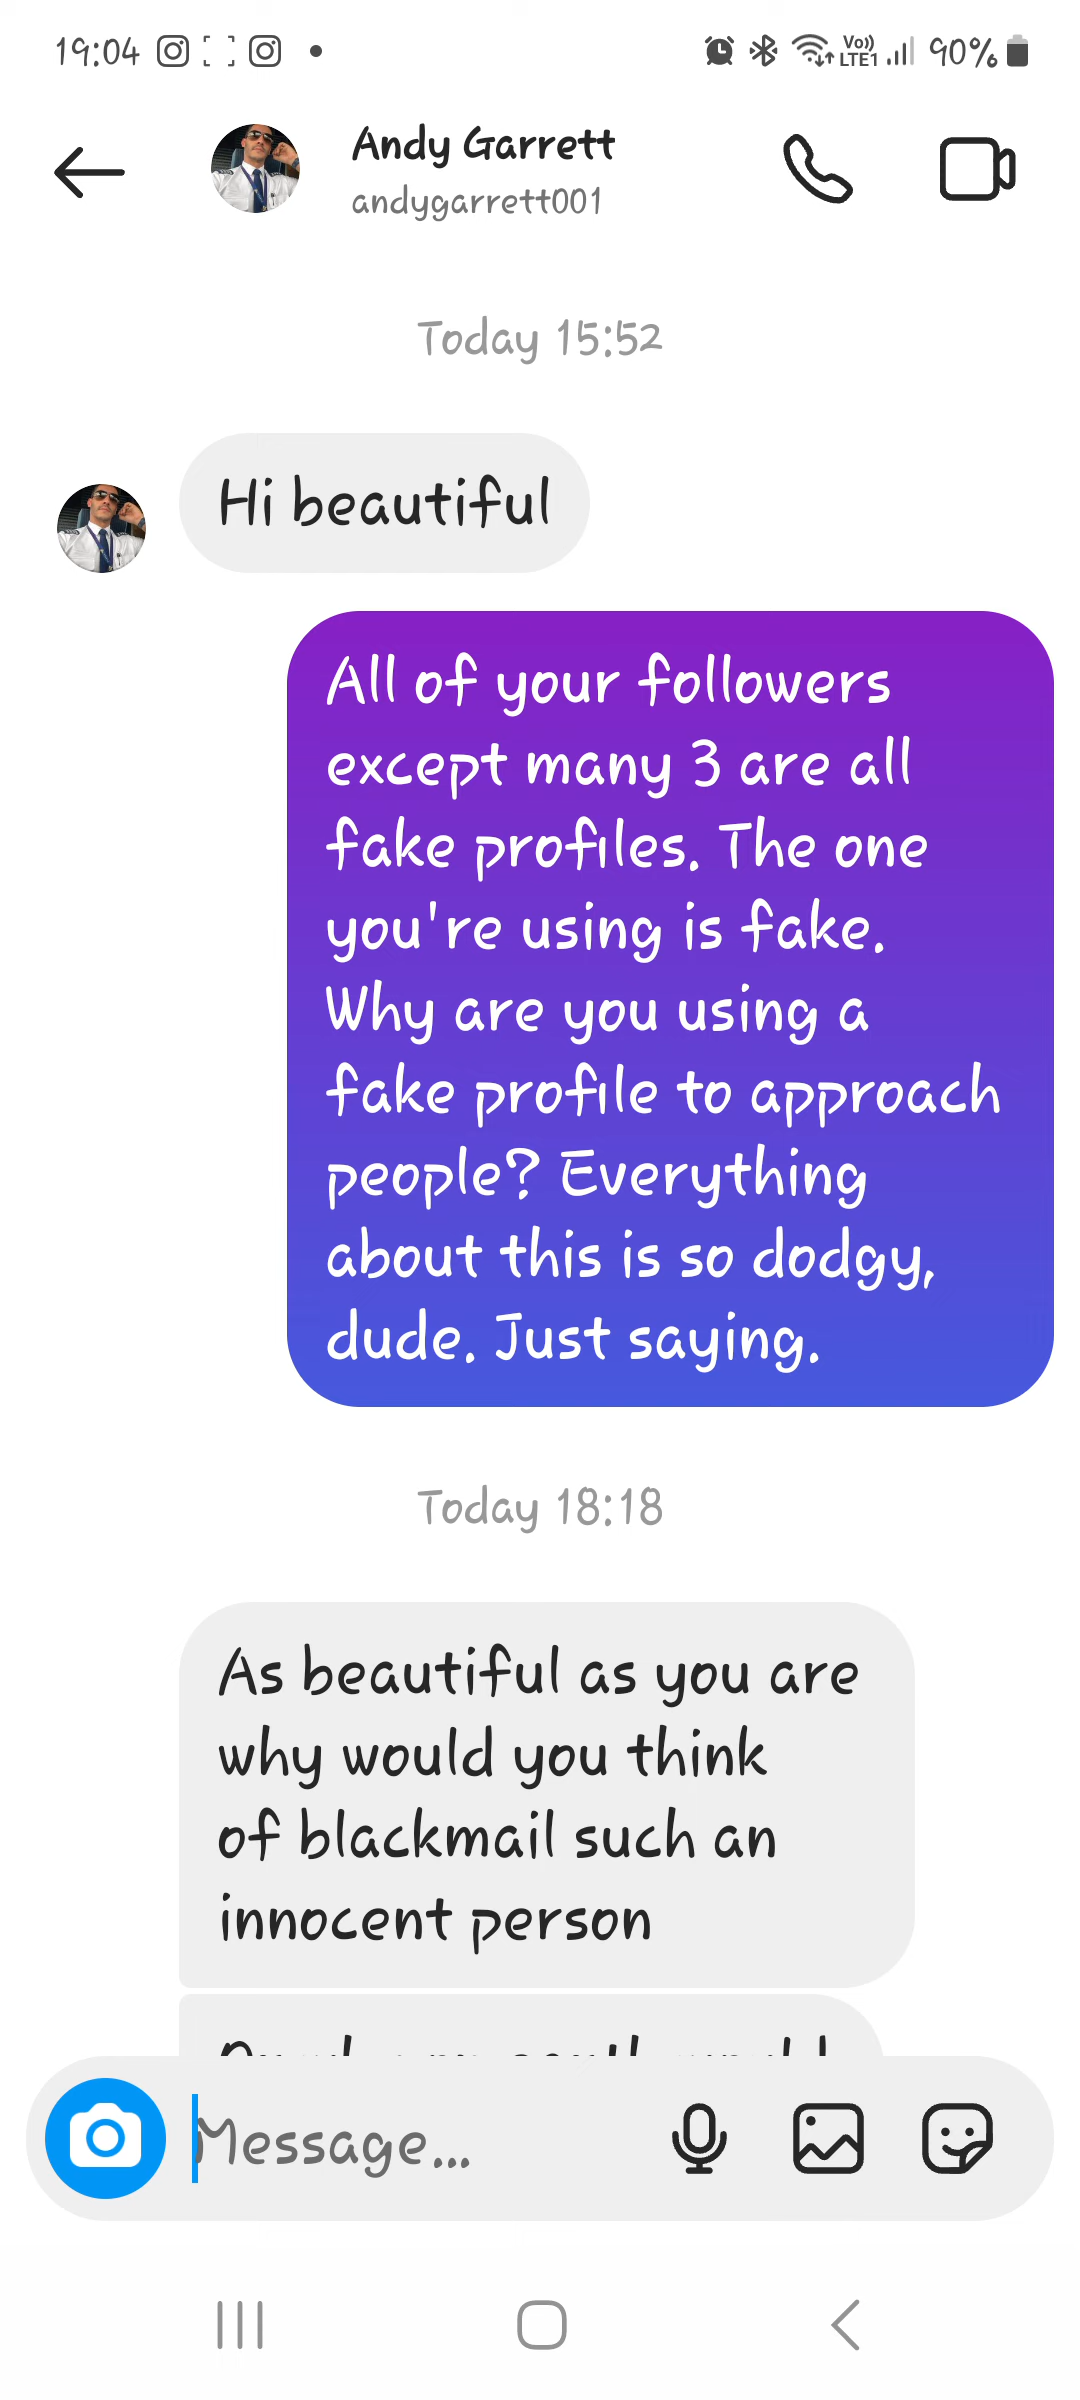 19:04 Vo)) LTE1 90%
Andy Garrett
andygarrett001
Today 15:52
Hi beautiful
All of your followers
except many 3 are all
fake profiles. The one
you're using is fake.
Why are you using a
fake profile to approach
people? Everything
about this is so dodgy,
dude. Just saying.
Today 18:18
As beautiful as you are
why would you think
of blackmail such an
innocent person
Message...